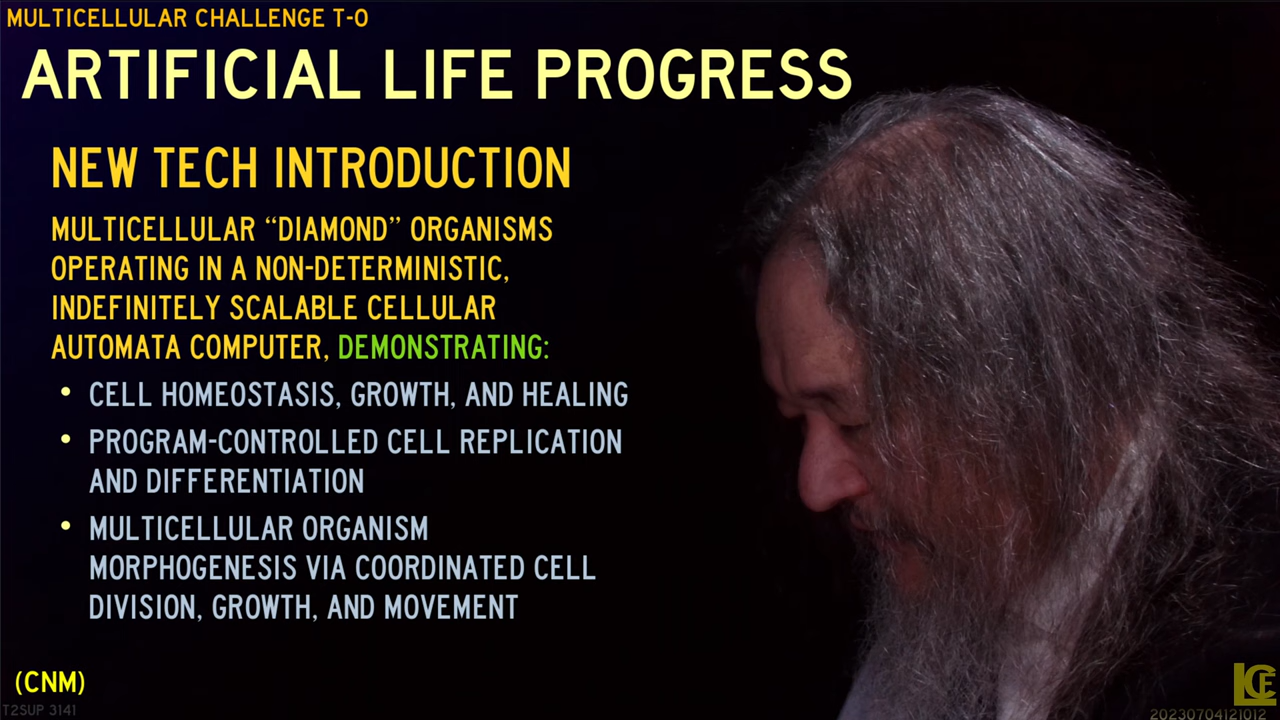 MULTICELLULAR CHALLENGE T-0
ARTIFICIAL LIFE PROGRESS
NEW TECH INTRODUCTION
MULTICELLULAR “DIAMOND” ORGANISMS
OPERATING IN A NON-DETERMINISTIC,
INDEFINITELY SCALABLE CELLULAR
AUTOMATA COMPUTER, DEMONSTRATING:
• CELL HOMEOSTASIS, GROWTH, AND HEALING
• PROGRAM-CONTROLLED CELL REPLICATION
AND DIFFERENTIATION
• MULTICELLULAR ORGANISM
MORPHOGENESIS VIA COORDINATED CELL
DIVISION, GROWTH, AND MOVEMENT
(CNM)
T2SUP 3141
20230704121012